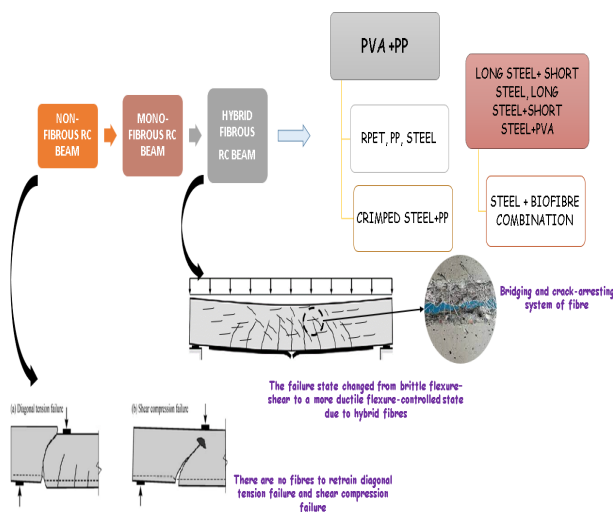 PVA +PP
LONG STEEL+ SHORT
STEEL, LONG
STEEL+SHORT
STEEL+PVA
NON-
FIBROUS RC
BEAM
MONO-
FIBROUS RC
BEAM
HYBRID
FIBROUS
RC BEAM
RPET, PP, STEEL
CRIMPED STEEL+PP
STEEL + BIOFIBRE
COMBINATION
Bridging and crack-arresting
system of fibre
The failure state changed from brittle flexure-
shear to a more ductile flexure-controlled state
due to hybrid fibres
(a) Diagonal tension failure
(b) Shear compression failure
There are no fibres to retrain diagonal
tension failure and shear compression
failure